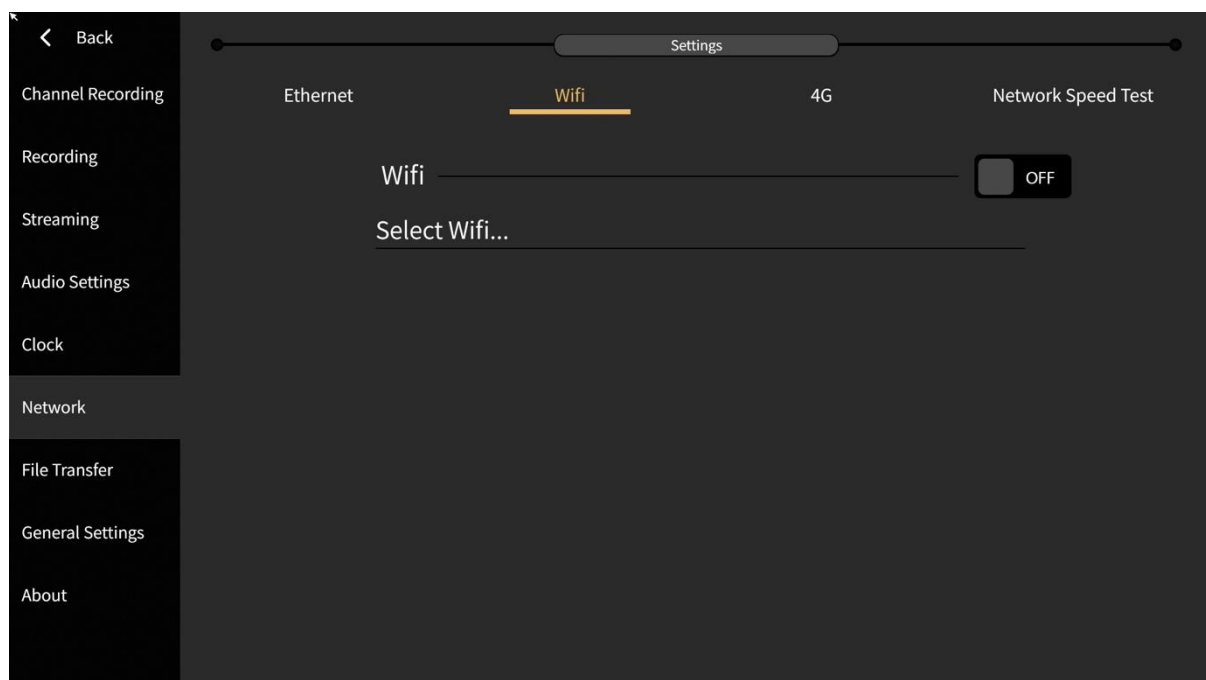 Back
Settings
Channel Recording
Ethernet
Wifi
4G
Network Speed Test
Recording
Wifi
OFF
Streaming
Select Wifi...
Audio Settings
Clock
Network
File Transfer
General Settings
About